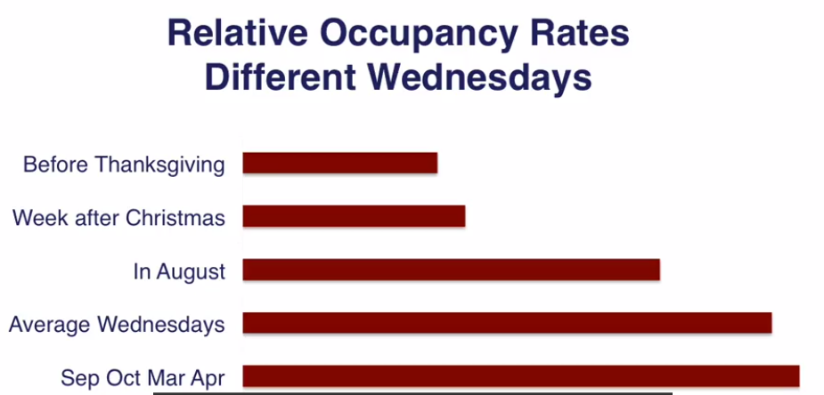 Relative Occupancy Rates
Different Wednesdays
Before Thanksgiving
Week after Christmas
In August
Average Wednesdays
Sep Oct Mar Apr